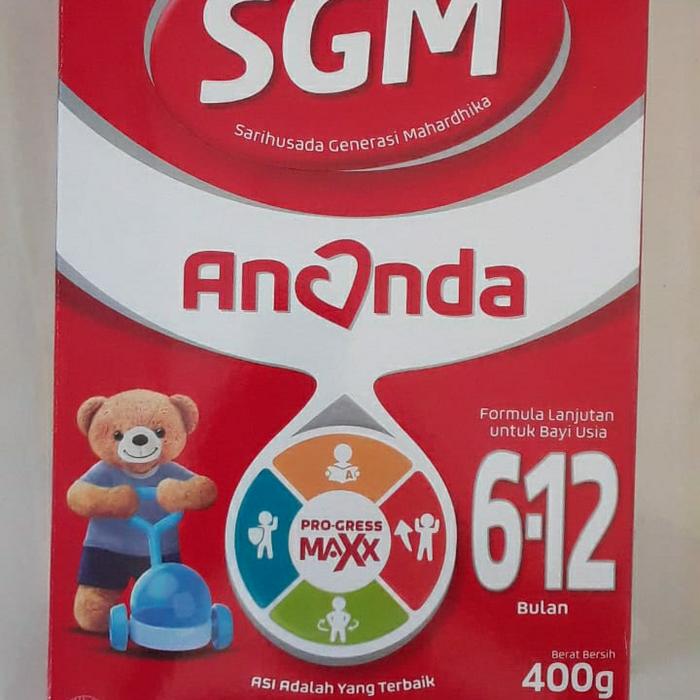 SGM
Sarihusada Generasi Mahardhika
Ananda
Formula Lanjutan
untuk Bayi Usia
6-12
Bulan
A
PRO-GRESS
MAXX
Berat Bersih
400g
ASI Adalah Yang Terbaik